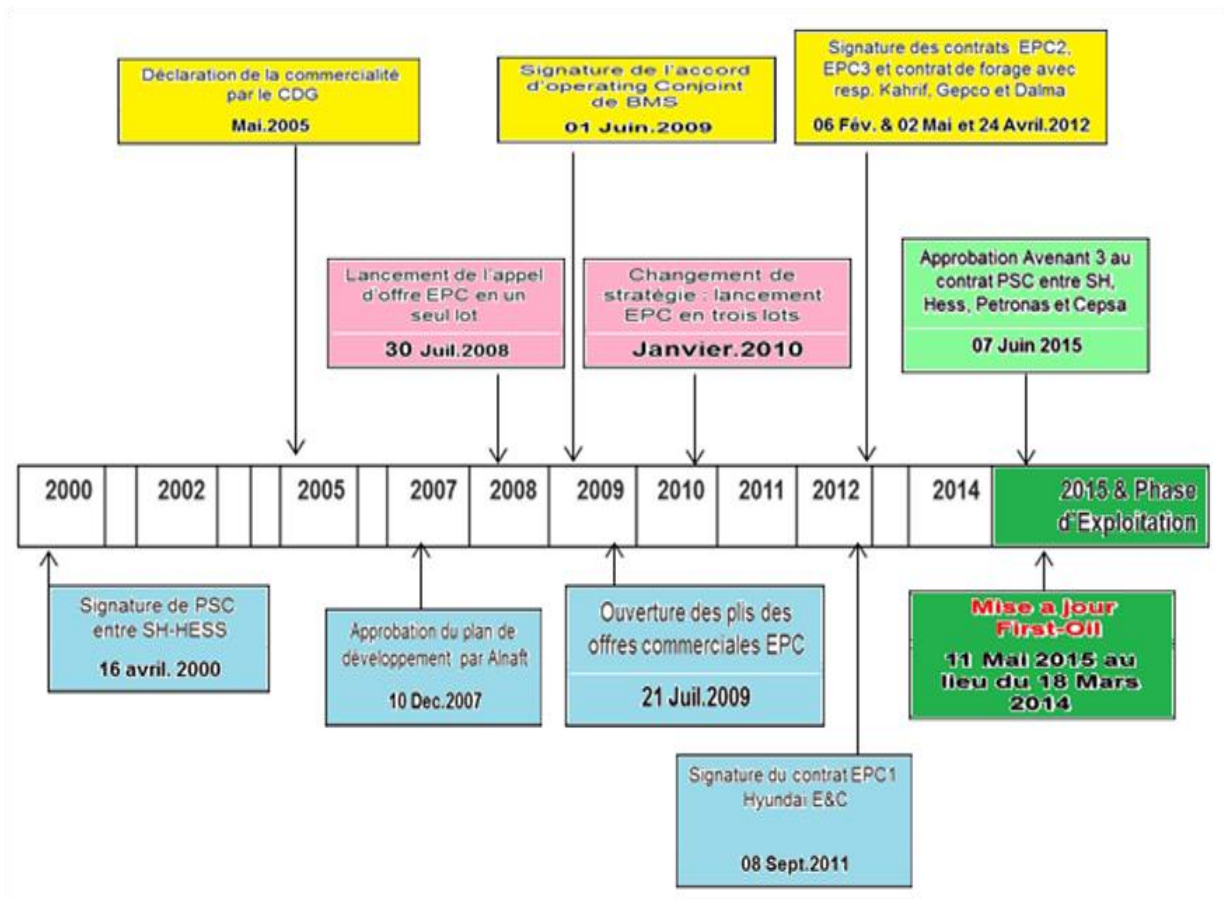 Déclaration de la commercialité
par le CDG
Mai.2005
Signature de l'accord
d'operating Conjoint
de BMS
01 Juin.2009
Signature des contrats EPC2,
EPC3 et contrat de forage avec
resp. Kahrif, Gepco et Dalma
06 Fév. & 02 Mai et 24 Avril.2012
Lancement de l'appel
d'offre EPC en un
seul lot
30 Juil.2008
Changement de
stratégie : lancement
EPC en trois lots
Janvier.2010
Approbation Avenant 3 au
contrat PSC entre SH,
Hess, Petronas et Cepsa
07 Juin 2015
2000 2002 2005 2007 2008 2009 2010 2011 2012 2014 2015 & Phase
d'Exploitation
Signature de PSC
entre SH-HESS
16 avril. 2000
Approbation du plan de
développement par Alnaft
10 Dec.2007
Ouverture des plis des
offres commerciales EPC
21 Juil.2009
Mise a jour
First-Oil
11 Mai 2015 au
lieu du 18 Mars
2014
Signature du contrat EPC1
Hyundai E&C
08 Sept.2011